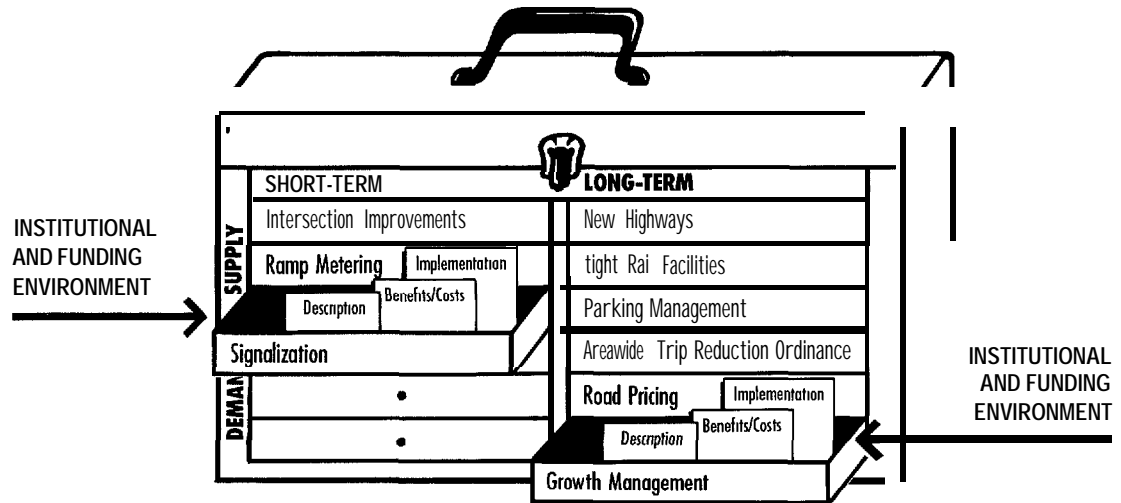 SHORT-TERM
LONG-TERM
SUPPLY
DEMAN
Intersection Improvements
Ramp Metering
Implementation
Benefits/Costs
Description
Signalization
•
•
New Highways
tight Rai Facilities
Parking Management
Areawide Trip Reduction Ordinance
Road Pricing
Implementation
Benefits/Costs
Description
Growth Management
INSTITUTIONAL
AND FUNDING
ENVIRONMENT
INSTITUTIONAL
AND FUNDING
ENVIRONMENT